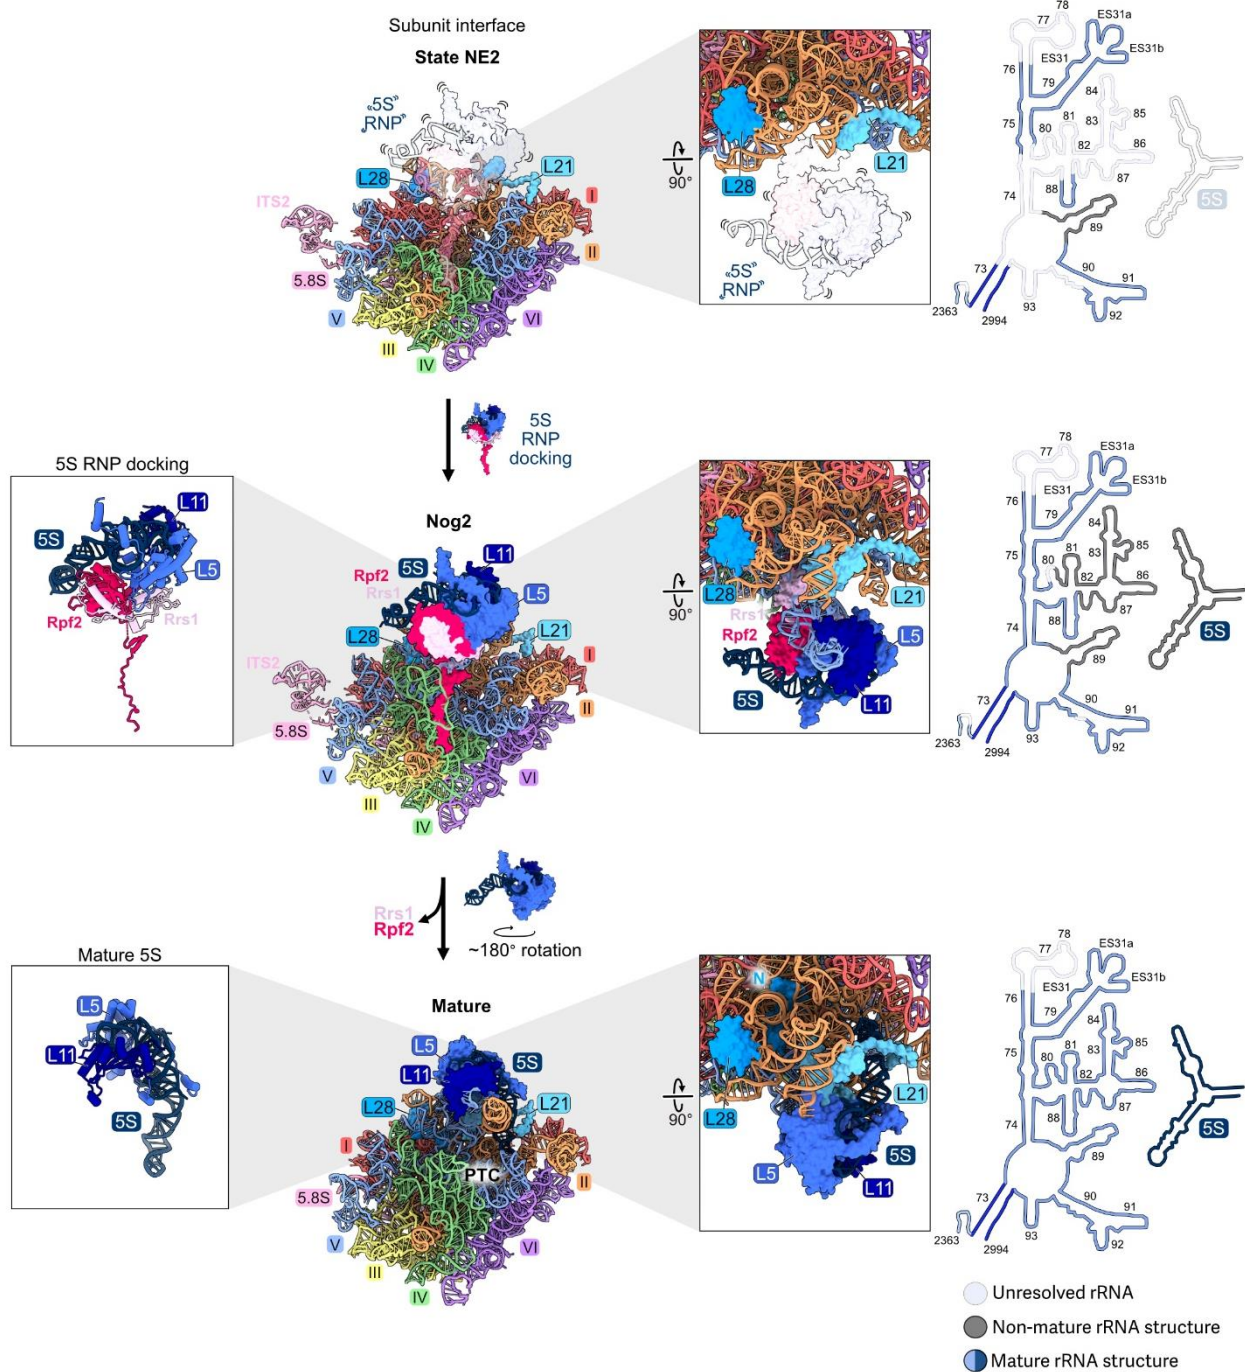 Subunit interface
State NE2
«5S»
„RNP"
L28
L21
ITS2
5.8S
I
II
V
III
IV
VI
90°
L28
L21
«5S»
„RNP"
78
77
ES31a
ES31
ES31b
76
79
84
75
80
81
83
85
82
86
88
87
74
5S
89
73
90
91
2363
2994
93
92
5S
RNP
docking
5S RNP docking
L11
5S
L5
Rpf2
Rrs1
Nog2
5S
L11
Rpf2
Rrs1
L5
L28
L21
ITS2
5.8S
I
II
V
III
IV
VI
90°
L28
Rrs1
L21
Rpf2
L5
5S
L11
78
77
ES31a
ES31
ES31b
76
79
84
75
80
81
83
85
82
86
88
87
74
5S
89
73
90
91
2363
2994
93
92
Rrs1
Rpf2
~180° rotation
Mature 5S
L5
L11
5S
Mature
L5
L11
5S
L28
L21
I
II
PTC
5.8S
V
III
IV
VI
90°
N
L28
L21
5S
L5
L11
78
77
ES31a
ES31
ES31b
76
79
84
75
80
81
83
85
82
86
88
87
74
5S
89
73
90
91
2363
2994
93
92
Unresolved rRNA
Non-mature rRNA structure
Mature rRNA structure